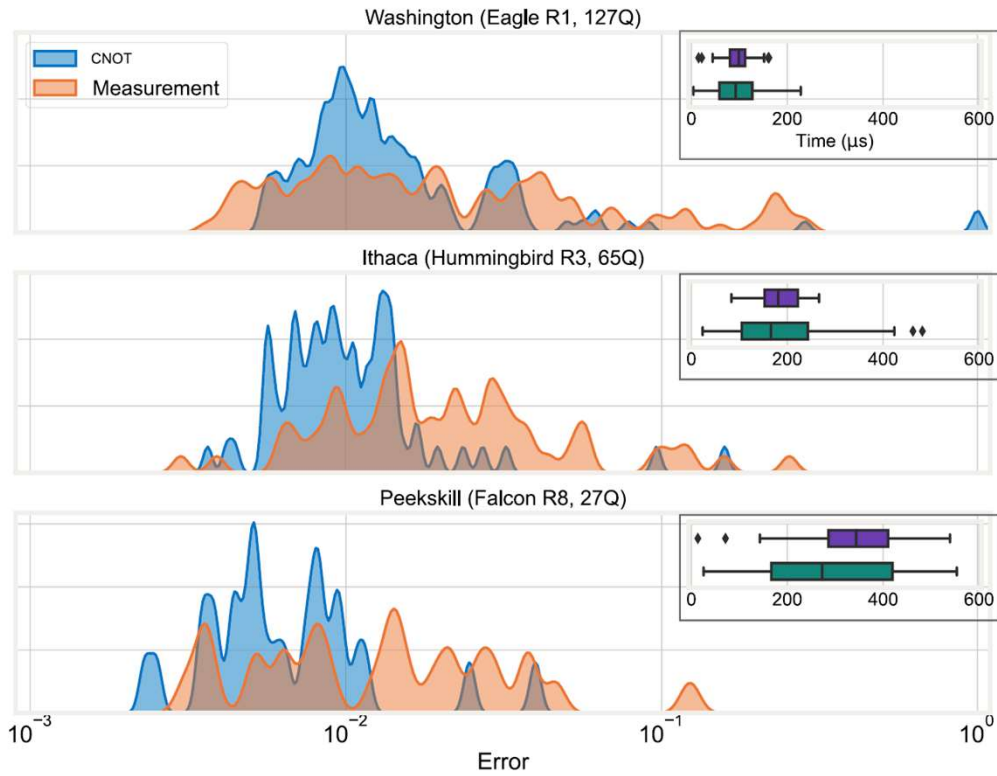 Washington (Eagle R1, 127Q)
CNOT
Measurement
0 200 400 600
Time (µs)
Ithaca (Hummingbird R3, 65Q)
0 200 400 600
Peekskill (Falcon R8, 27Q)
0 200 400 600
10⁻³ 10⁻² 10⁻¹ 10⁰
Error